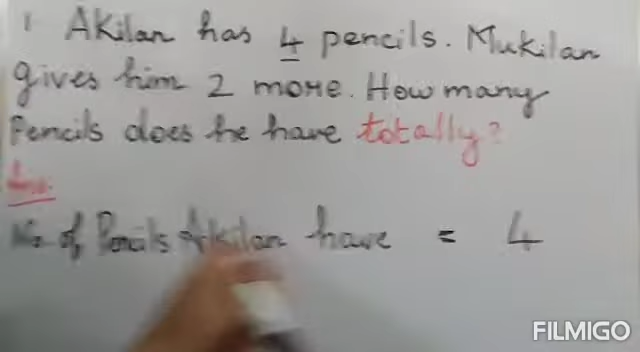 1 Akilan has 4 pencils. Mukilan
gives him 2 more. How many
Pencils does he have totally?
Ans:
No of Pencils Akilan have = 4
FILMIGO